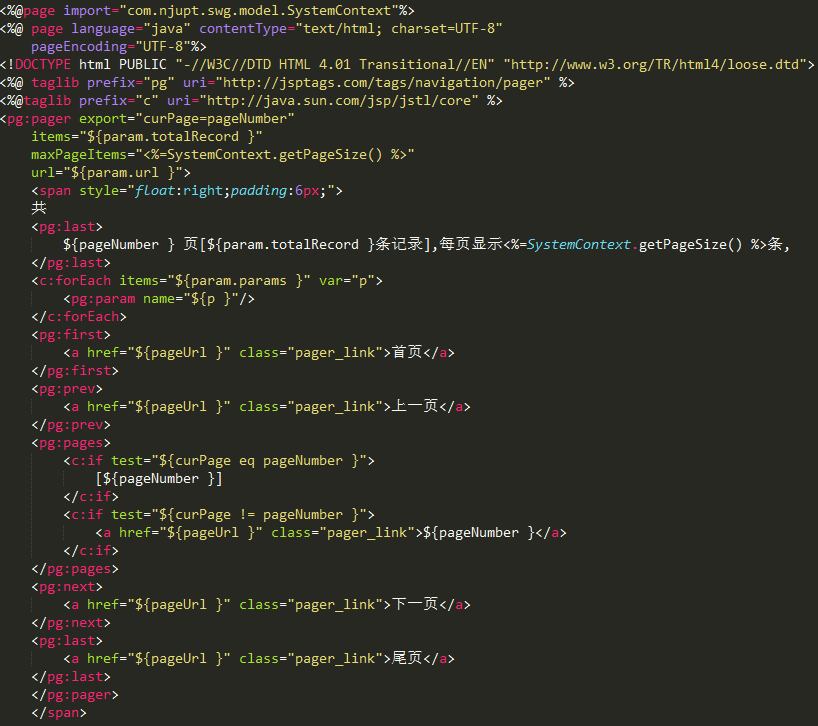 <%@page import="com.njupt.swg.model.SystemContext"%>
<%@ page language="java" contentType="text/html; charset=UTF-8"
    pageEncoding="UTF-8"%>
<!DOCTYPE html PUBLIC "-//W3C//DTD HTML 4.01 Transitional//EN" "http://www.w3.org/TR/html4/loose.dtd">
<%@ taglib prefix="pg" uri="http://jsptags.com/tags/navigation/pager" %>
<%@taglib prefix="c" uri="http://java.sun.com/jsp/jstl/core" %>
<pg:pager export="curPage=pageNumber"
    items="${param.totalRecord }"
    maxPageItems="<%=SystemContext.getPageSize() %>"
    url="${param.url }">
    <span style="float:right;padding:6px;">
    共
    <pg:last>
        ${pageNumber } 页[${param.totalRecord }条记录],每页显示<%=SystemContext.getPageSize() %>条,
    </pg:last>
    <c:forEach items="${param.params }" var="p">
        <pg:param name="${p }"/>
    </c:forEach>
    <pg:first>
        <a href="${pageUrl }" class="pager_link">首页</a>
    </pg:first>
    <pg:prev>
        <a href="${pageUrl }" class="pager_link">上一页</a>
    </pg:prev>
    <pg:pages>
        <c:if test="${curPage eq pageNumber }">
            [${pageNumber }]
        </c:if>
        <c:if test="${curPage != pageNumber }">
            <a href="${pageUrl }" class="pager_link">${pageNumber }</a>
        </c:if>
    </pg:pages>
    <pg:next>
        <a href="${pageUrl }" class="pager_link">下一页</a>
    </pg:next>
    <pg:last>
        <a href="${pageUrl }" class="pager_link">尾页</a>
    </pg:last>
    </pg:pager>
    </span>